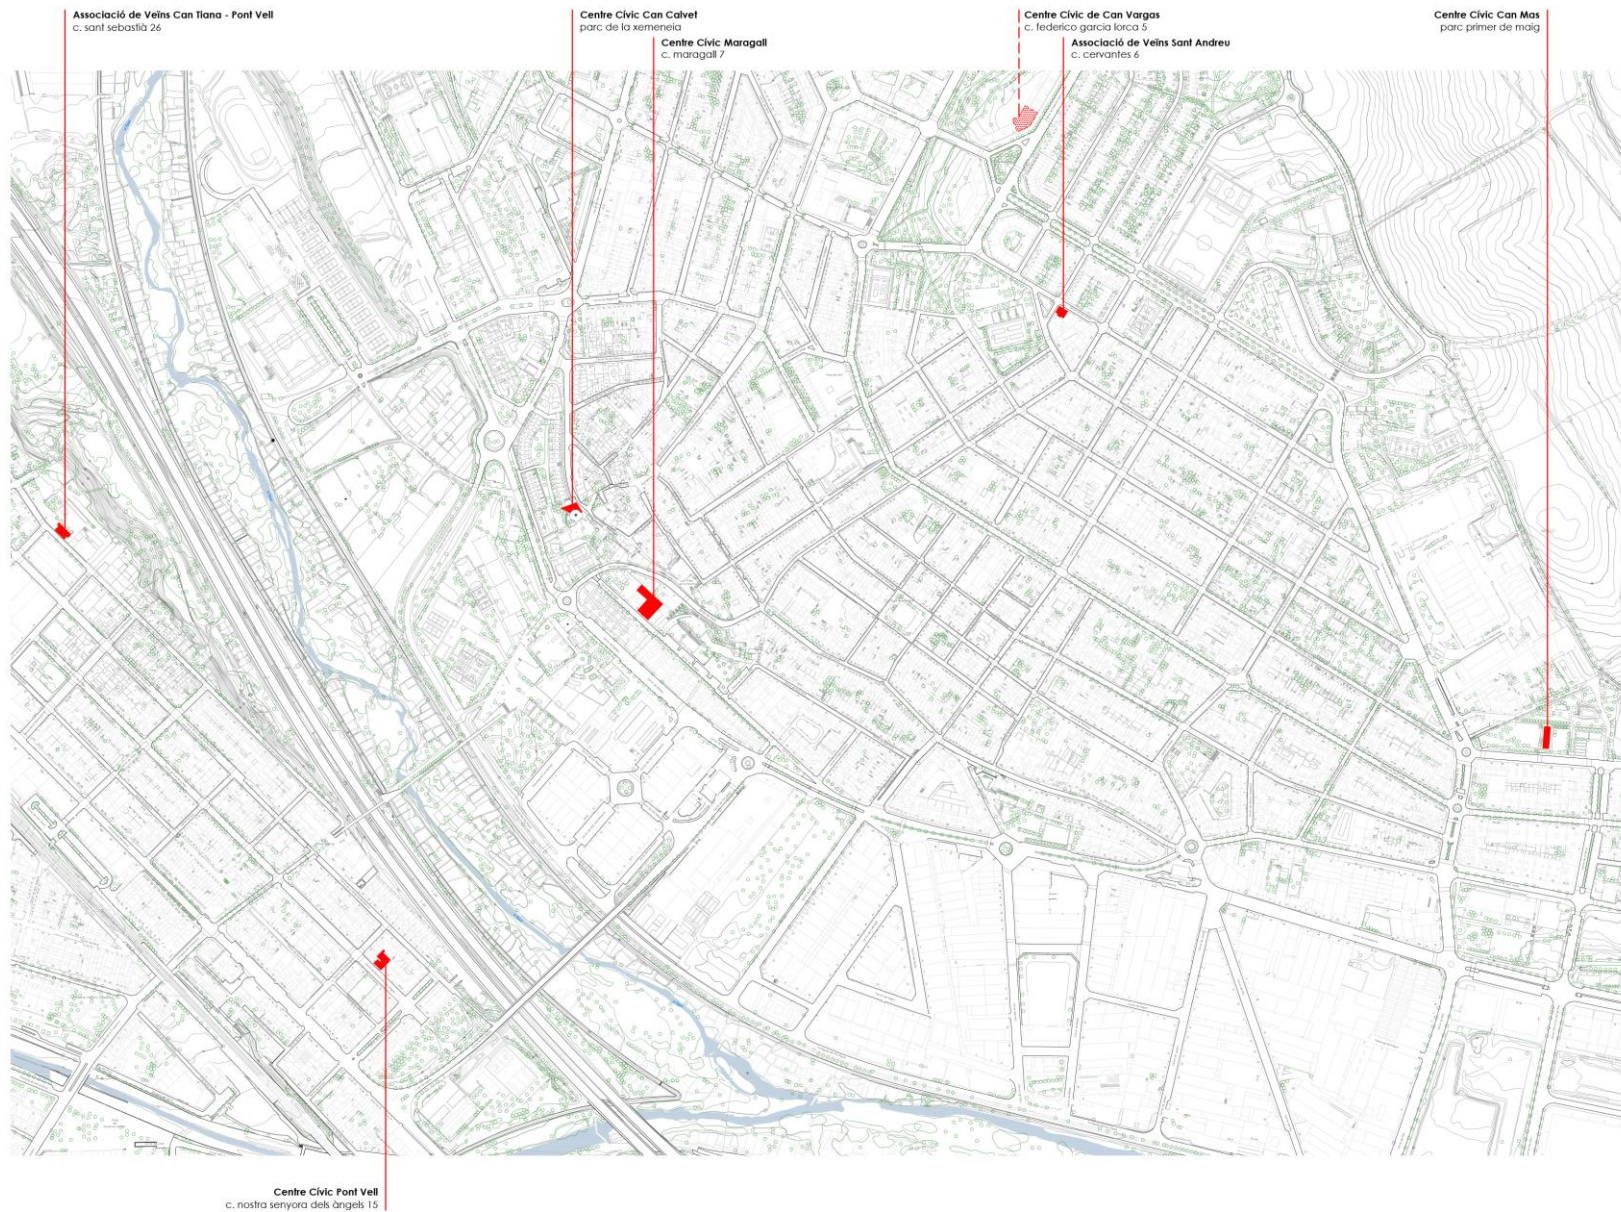 Associació de Veïns Can Tiana - Pont Vell
c. sant sebastià 26
Centre Cívic Can Calvet
parc de la xemeneia
Centre Cívic Maragall
c. maragall 7
Centre Cívic de Can Vargas
c. federico garcia lorca 5
Associació de Veïns Sant Andreu
c. cervantes 6
Centre Cívic Can Mas
parc primer de maig
Centre Cívic Pont Vell
c. nostra senyora dels àngels 15